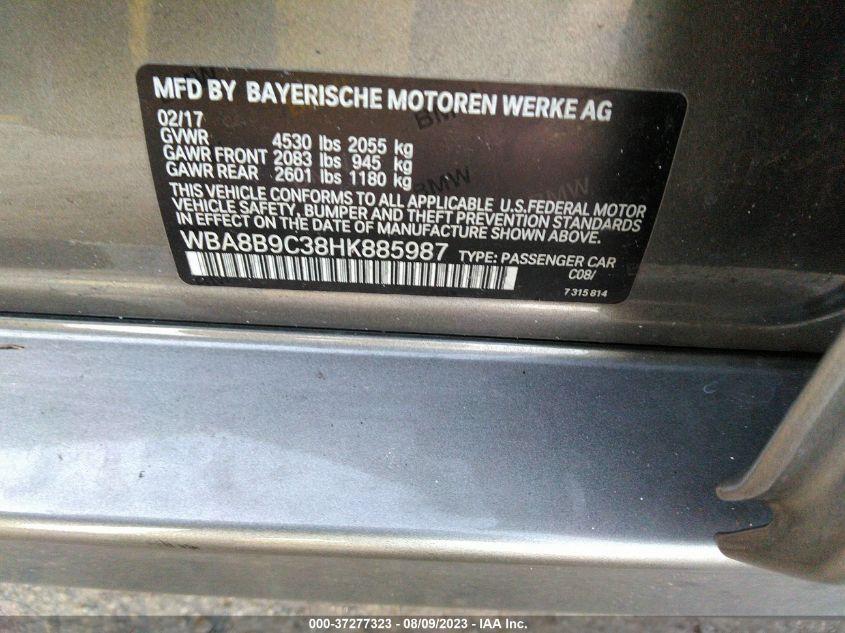 MFD BY BAYERISCHE MOTOREN WERKE AG
02/17
GVWR 4530 lbs 2055 kg
GAWR FRONT 2083 lbs 945 kg
GAWR REAR 2601 lbs 1180 kg
THIS VEHICLE CONFORMS TO ALL APPLICABLE U.S.FEDERAL MOTOR
VEHICLE SAFETY, BUMPER AND THEFT PREVENTION STANDARDS
IN EFFECT ON THE DATE OF MANUFACTURE SHOWN ABOVE.
WBA8B9C38HK885987 TYPE: PASSENGER CAR
C08/
7 315 814
BMW
BMW
BMW
000-37277323 - 08/09/2023 - IAA Inc.